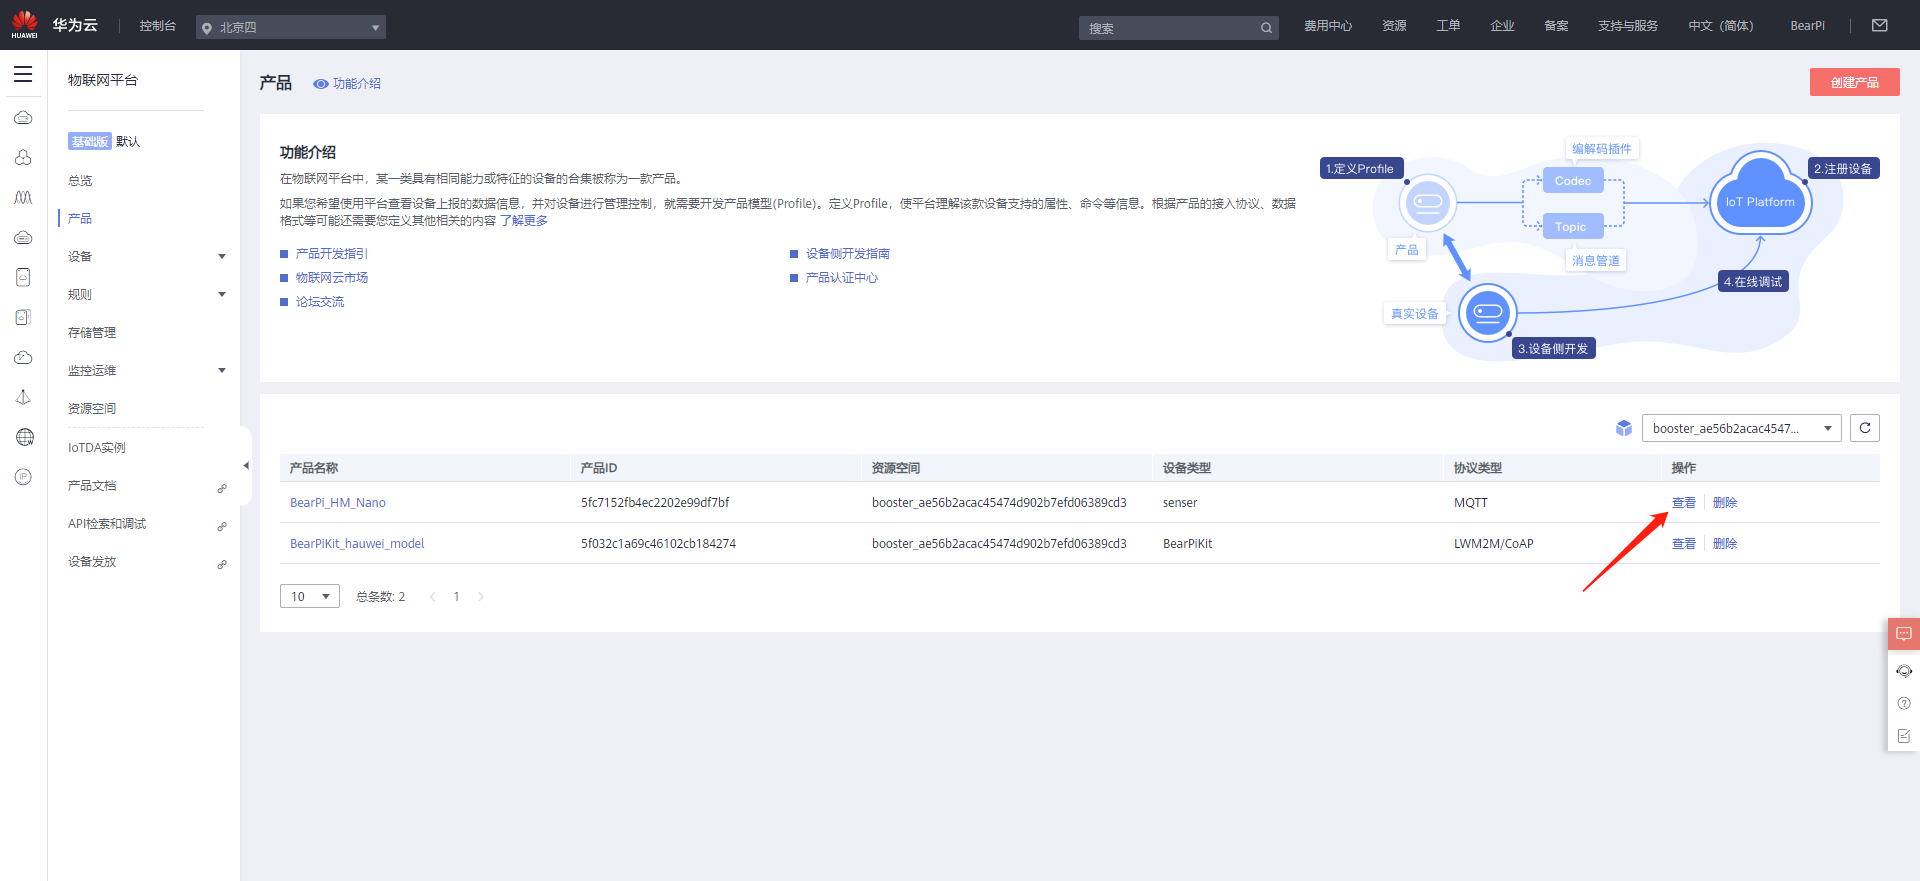 HUAWEI
华为云
控制台
北京四
搜索
费用中心
资源
工单
企业
备案
支持与服务
中文（简体）
BearPi
物联网平台
基础版 默认
总览
产品
设备
规则
存储管理
监控运维
资源空间
IoTDA实例
产品文档
API检索和调试
设备发放
IP
产品
功能介绍
创建产品
功能介绍
在物联网平台中，某一类具有相同能力或特征的设备的合集被称为一款产品。
如果您希望使用平台查看设备上报的数据信息，并对设备进行管理控制，就需要开发产品模型(Profile)。定义Profile，使平台理解该款设备支持的属性、命令等信息。根据产品的接入协议、数据
格式等可能还需要您定义其他相关的内容 了解更多
产品开发指引
设备侧开发指南
物联网云市场
产品认证中心
论坛交流
1.定义Profile
编解码插件
Codec
2.注册设备
IoT Platform
Topic
产品
消息管道
4.在线调试
真实设备
3.设备侧开发
booster_ae56b2acac4547...
产品名称 产品ID 资源空间 设备类型 协议类型 操作
BearPi_HM_Nano 5fc7152fb4ec2202e99df7bf booster_ae56b2acac45474d902b7efd06389cd3 senser MQTT 查看 删除
BearPiKit_hauwei_model 5f032c1a69c46102cb184274 booster_ae56b2acac45474d902b7efd06389cd3 BearPiKit LWM2M/CoAP 查看 删除
10 总条数: 2 < 1 >